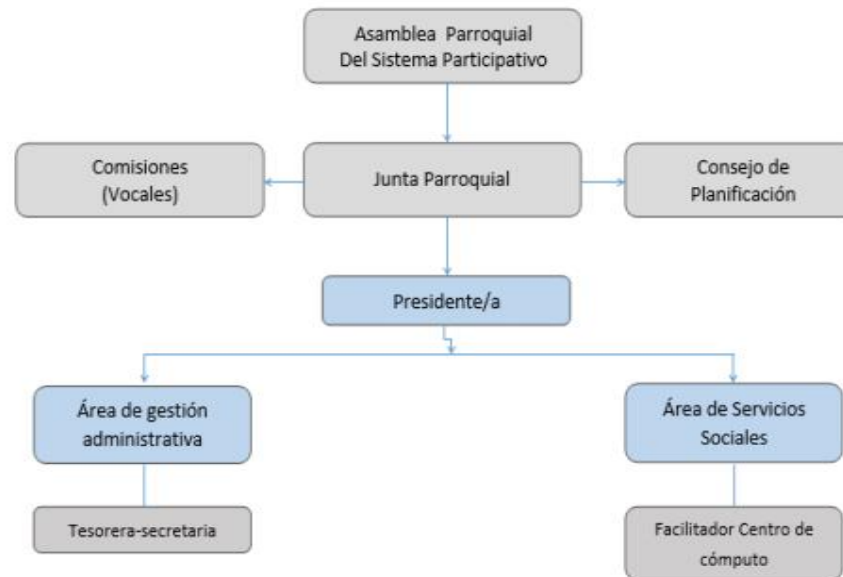 Asamblea Parroquial
Del Sistema Participativo
Comisiones
(Vocales)
Junta Parroquial
Consejo de
Planificación
Presidente/a
Área de gestión
administrativa
Área de Servicios
Sociales
Tesorera-secretaria
Facilitador Centro de
cómputo